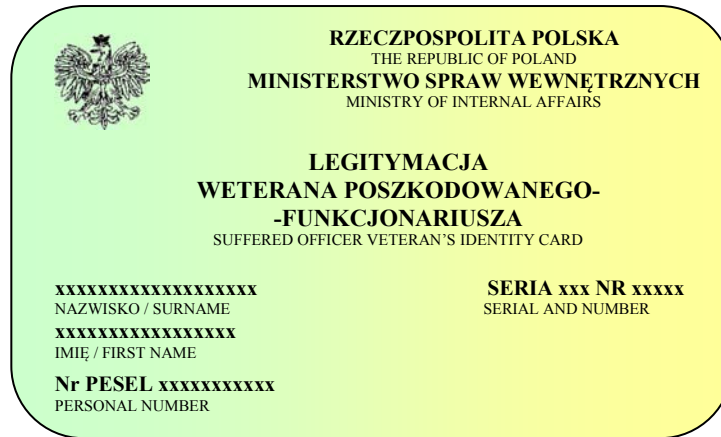 RZECZPOSPOLITA POLSKA
THE REPUBLIC OF POLAND
MINISTERSTWO SPRAW WEWNĘTRZNYCH
MINISTRY OF INTERNAL AFFAIRS
LEGITYMACJA
WETERANA POSZKODOWANEGO-
-FUNKCJONARIUSZA
SUFFERED OFFICER VETERAN'S IDENTITY CARD
xxxxxxxxxxxxxxxxxxx
NAZWISKO / SURNAME
xxxxxxxxxxxxxxxxx
IMIĘ / FIRST NAME
Nr PESEL xxxxxxxxxxx
PERSONAL NUMBER
SERIA xxx NR xxxxx
SERIAL AND NUMBER